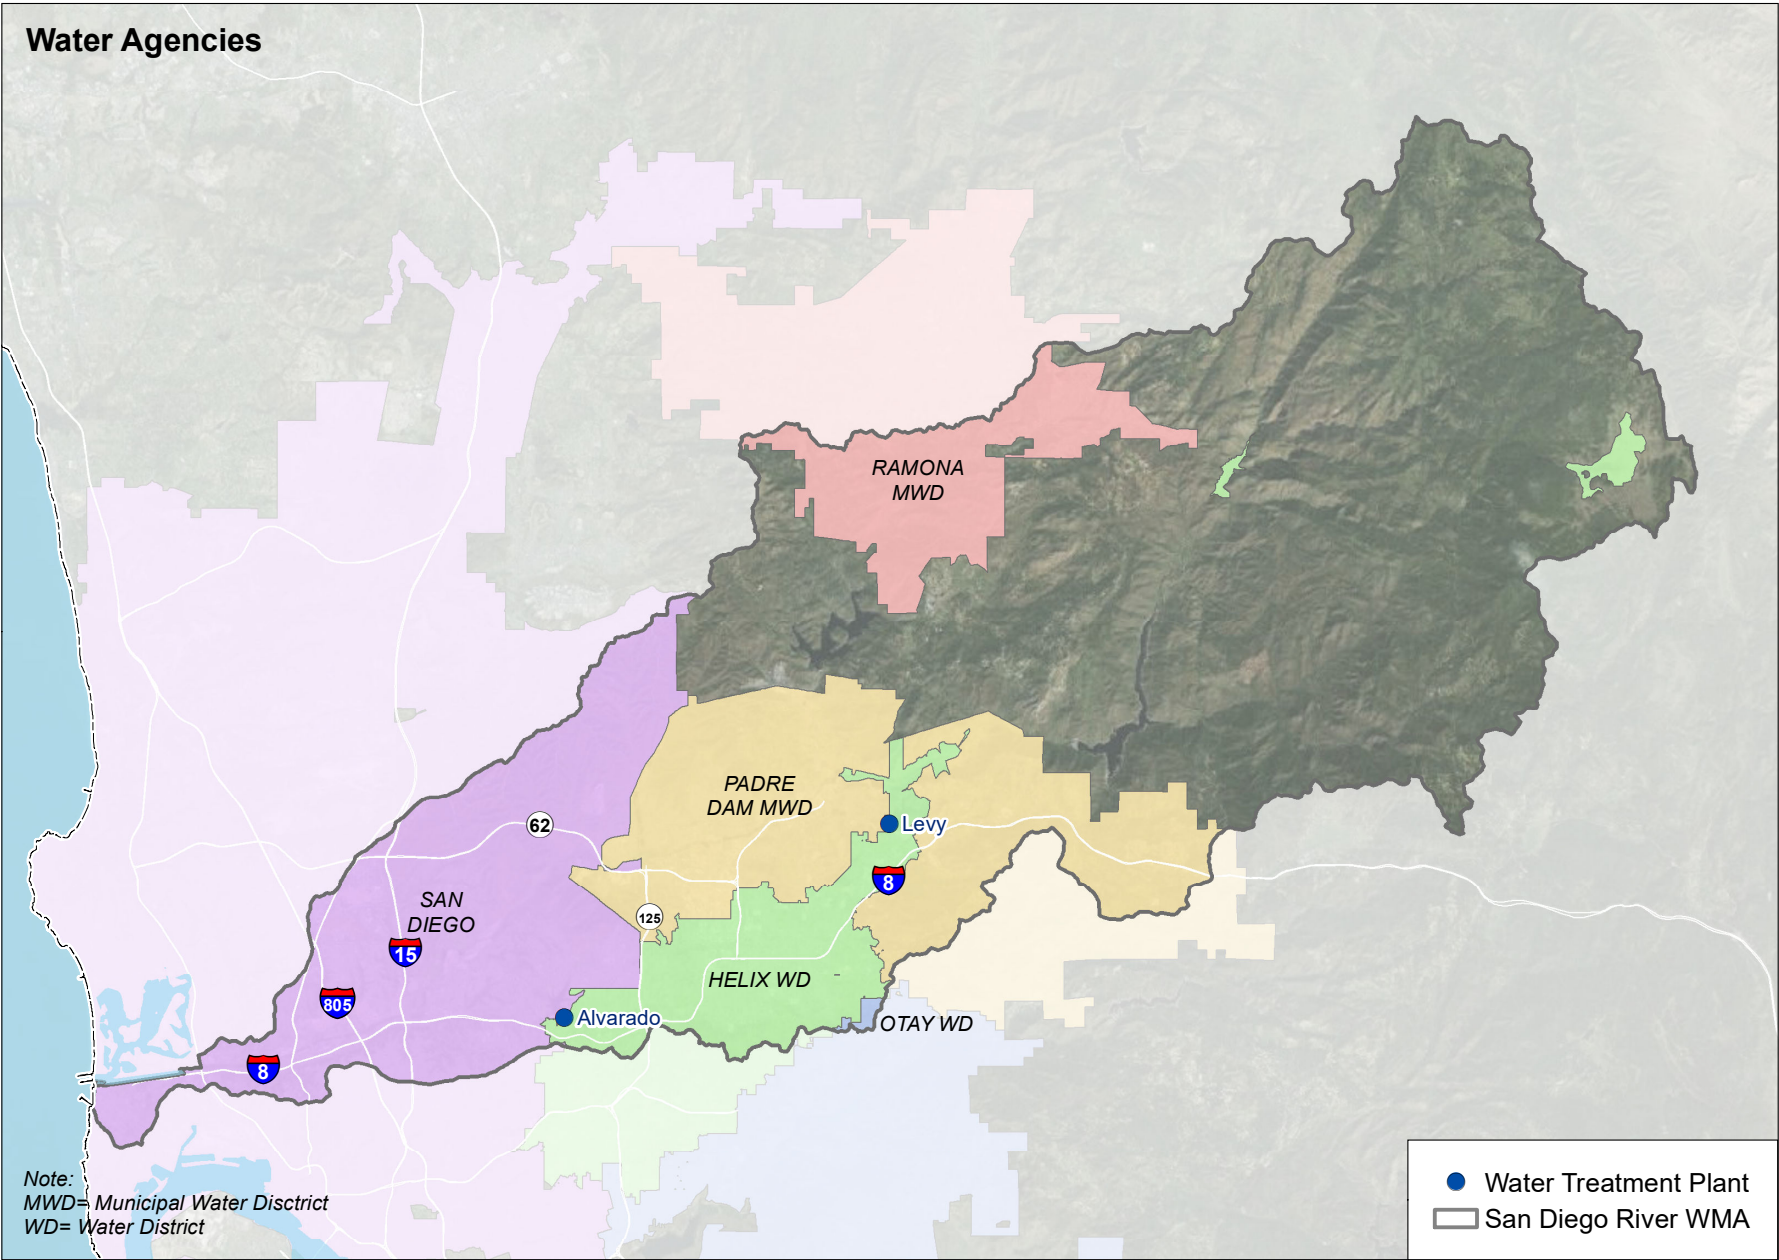 Water Agencies
RAMONA
MWD
PADRE
DAM MWD
Levy
62
8
SAN
DIEGO
125
15
HELIX WD
805
Alvarado
OTAY WD
8
Note:
MWD= Municipal Water Disctrict
WD= Water District
Water Treatment Plant
San Diego River WMA